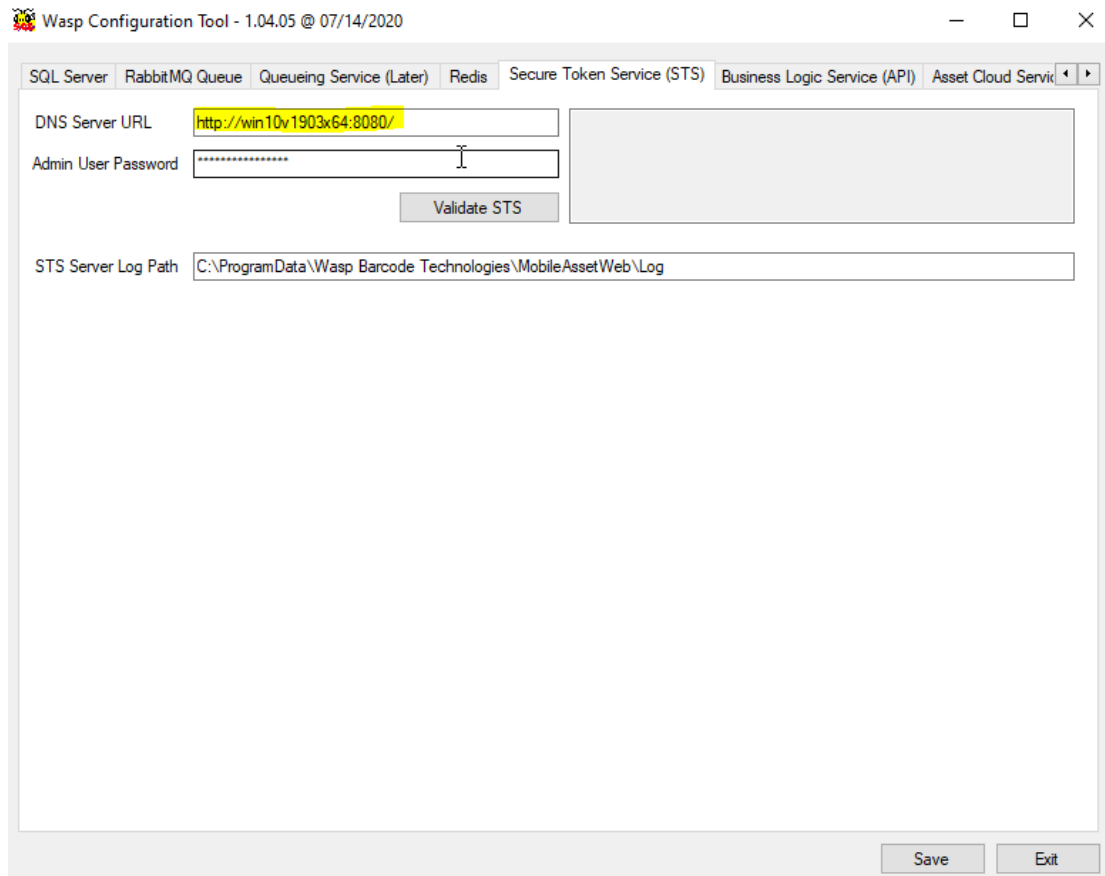 Wasp Configuration Tool - 1.04.05 @ 07/14/2020
SQL Server RabbitMQ Queue Queueing Service (Later) Redis Secure Token Service (STS) Business Logic Service (API) Asset Cloud
DNS Server URL http://win10v1903x64:8080/
Admin User Password ****************
Validate STS
STS Server Log Path C:\ProgramData\Wasp Barcode Technologies\MobileAssetWeb\Log
Save Exit